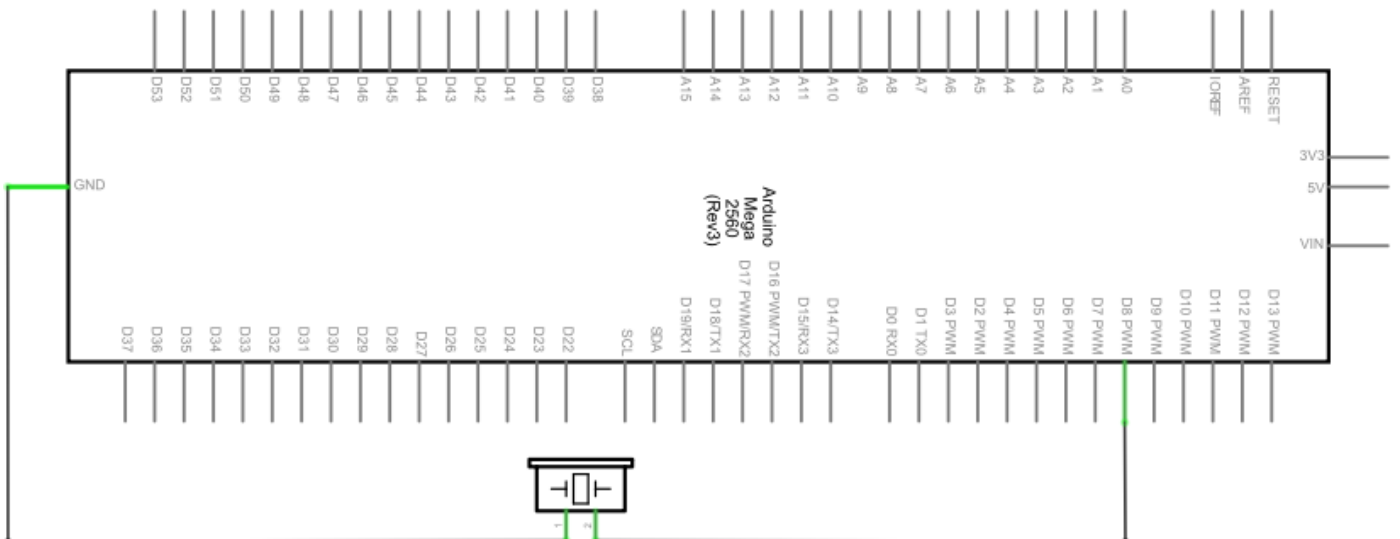 D53
D52
D51
D50
D49
D48
D47
D46
D45
D44
D43
D42
D41
D40
D39
D38
A15
A14
A13
A12
A11
A10
A9
A8
A7
A6
A5
A4
A3
A2
A1
A0
IOREF
AREF
RESET
3V3
5V
VIN
GND
Arduino
Mega
2560
(Rev3)
D37
D36
D35
D34
D33
D32
D31
D30
D29
D28
D27
D26
D25
D24
D23
D22
SCL
SDA
D19/RX1
D18/TX1
D17 PWM/RX2
D16 PWM/TX2
D15/RX3
D14/TX3
D0 RX0
D1 TX0
D3 PWM
D2 PWM
D4 PWM
D5 PWM
D6 PWM
D7 PWM
D8 PWM
D9 PWM
D10 PWM
D11 PWM
D12 PWM
D13 PWM
1
2